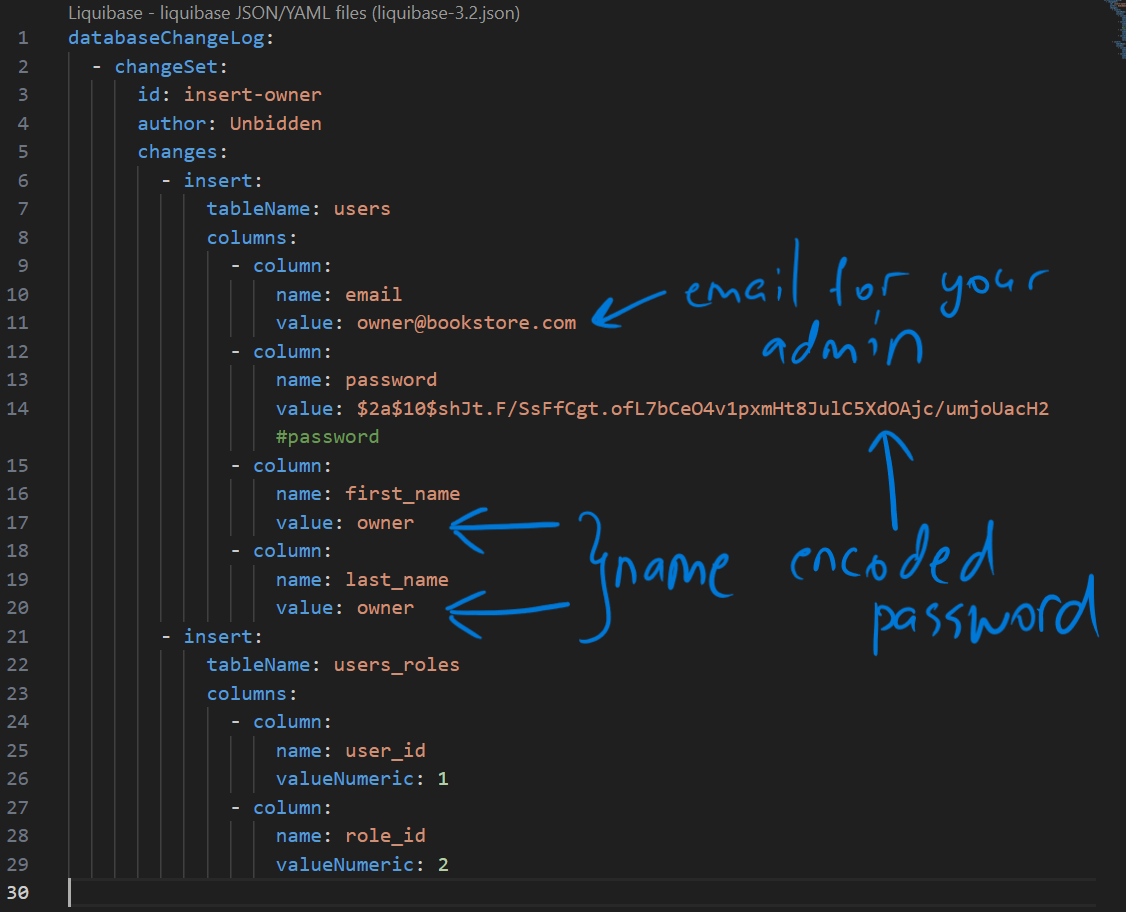 Liquibase - liquibase JSON/YAML files (liquibase-3.2.json)
1 databaseChangeLog:
2 - changeSet:
3 id: insert-owner
4 author: Unbidden
5 changes:
6 - insert:
7 tableName: users
8 columns:
9 - column:
10 name: email
11 value: owner@bookstore.com
email for your
admin
12 - column:
13 name: password
14 value: $2a$10$shJt.F/SsFfCgt.ofL7bCeO4v1pxmHt8JulC5XdOAjc/umjoUacH2
#password
15 - column:
16 name: first_name
17 value: owner
18 - column:
19 name: last_name
20 value: owner
name
encoded
password
21 - insert:
22 tableName: users_roles
23 columns:
24 - column:
25 name: user_id
26 valueNumeric: 1
27 - column:
28 name: role_id
29 valueNumeric: 2
30